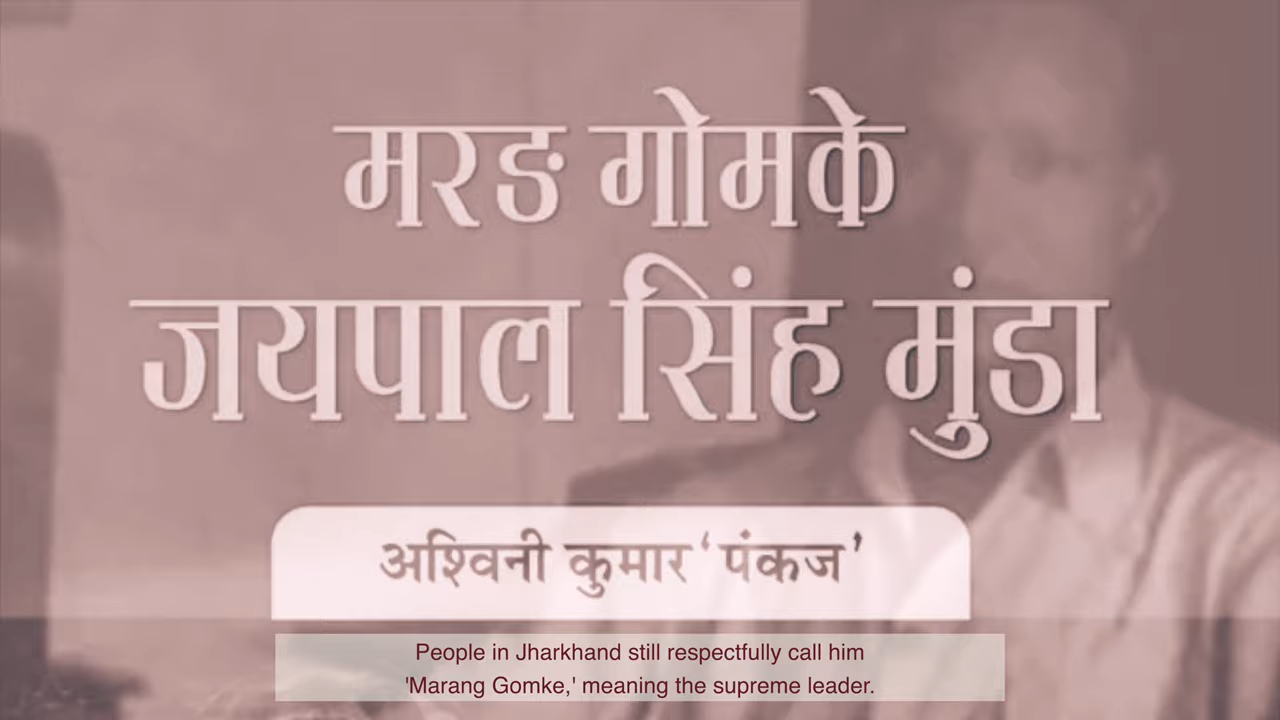 मरङ गोमके
जयपाल सिंह मुंडा
अश्विनी कुमार ‘पंकज’
People in Jharkhand still respectfully call him
'Marang Gomke,' meaning the supreme leader.